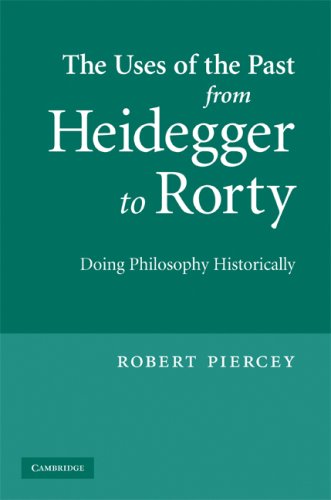 The Uses of the Past
from
Heidegger
to Rorty
Doing Philosophy Historically
ROBERT PIERCEY
CAMBRIDGE